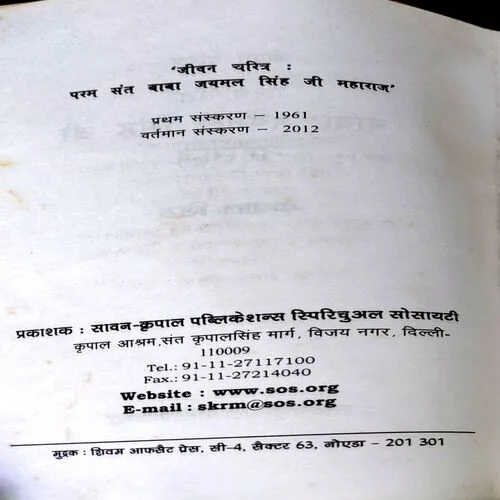 'जीवन चरित्र :
परम संत बाबा जयमल सिंह जी महाराज'
प्रथम संस्करण – 1961
वर्तमान संस्करण – 2012
प्रकाशक : सावन-कृपाल पब्लिकेशन्स स्पिरिचुअल सोसायटी
कृपाल आश्रम,संत कृपालसिंह मार्ग, विजय नगर, दिल्ली-
110009
Tel.: 91-11-27117100
Fax.: 91-11-27214040
Website : www.sos.org
E-mail : skrm@sos.org
मुद्रक : शिवम आफसैट प्रेस, सी-4, सैक्टर 63, नोएडा – 201 301